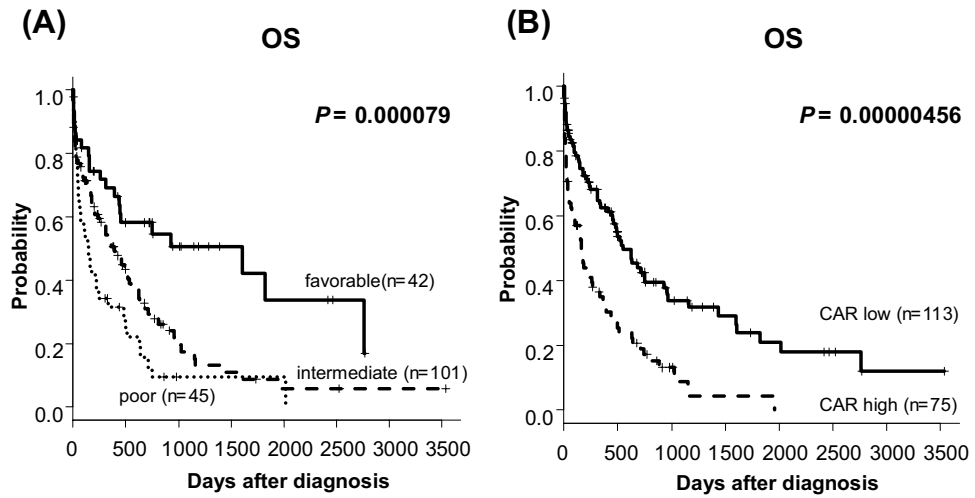 (A)
OS
P = 0.000079
Probability
1.0
0.8
0.6
0.4
0.2
0.0
favorable(n=42)
intermediate (n=101)
poor (n=45)
0 500 1000 1500 2000 2500 3000 3500
Days after diagnosis
(B)
OS
P = 0.00000456
Probability
1.0
0.8
0.6
0.4
0.2
0.0
CAR low (n=113)
CAR high (n=75)
0 500 1000 1500 2000 2500 3000 3500
Days after diagnosis